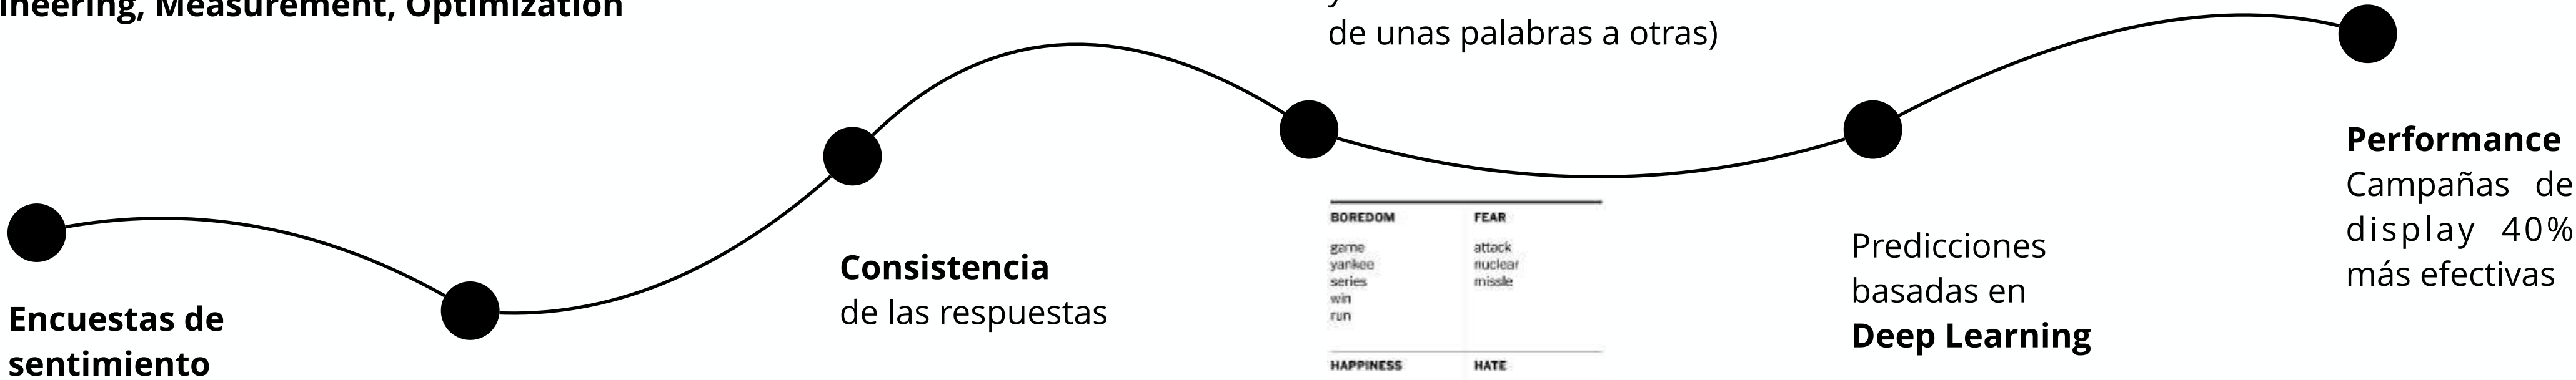 ineering, Measurement, Optimization
de unas palabras a otras)
Encuestas de
sentimiento
Consistencia
de las respuestas
BOREDOM FEAR
game attack
yankee nuclear
series missle
win
run
HAPPINESS HATE
Predicciones
basadas en
Deep Learning
Performance
Campañas de
display 40%
más efectivas